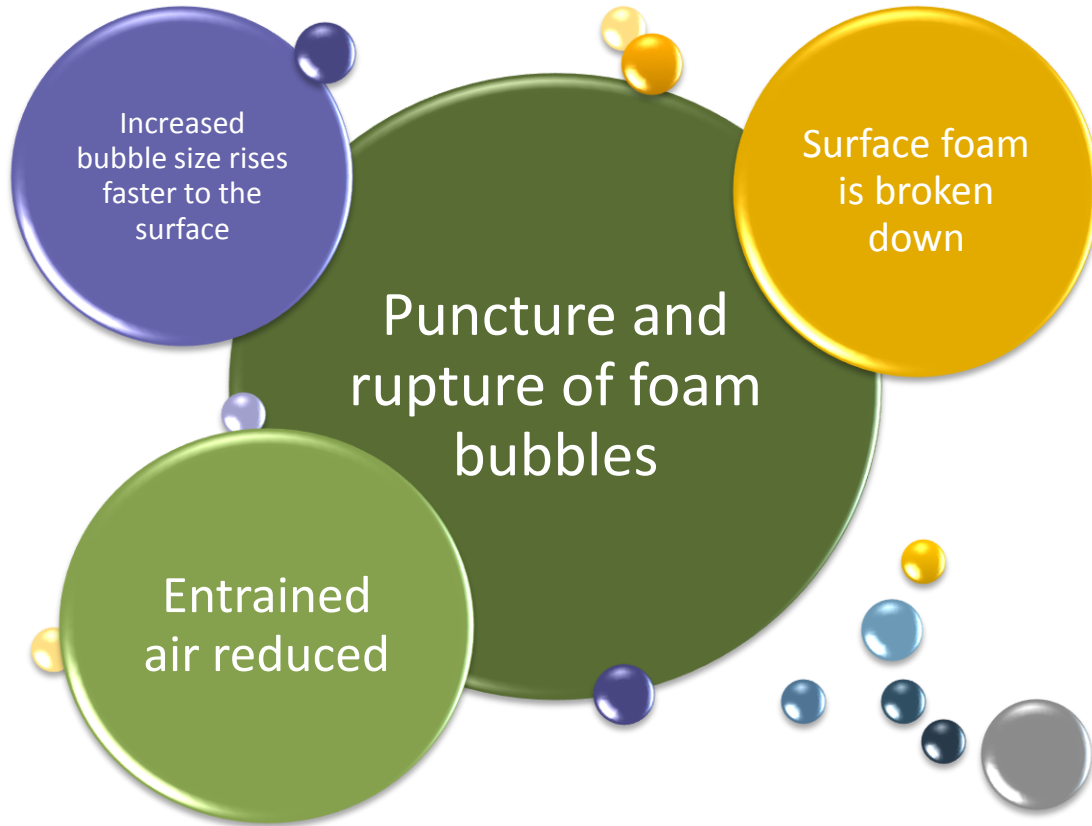 Increased
bubble size rises
faster to the
surface
Surface foam
is broken
down
Puncture and
rupture of foam
bubbles
Entrained
air reduced